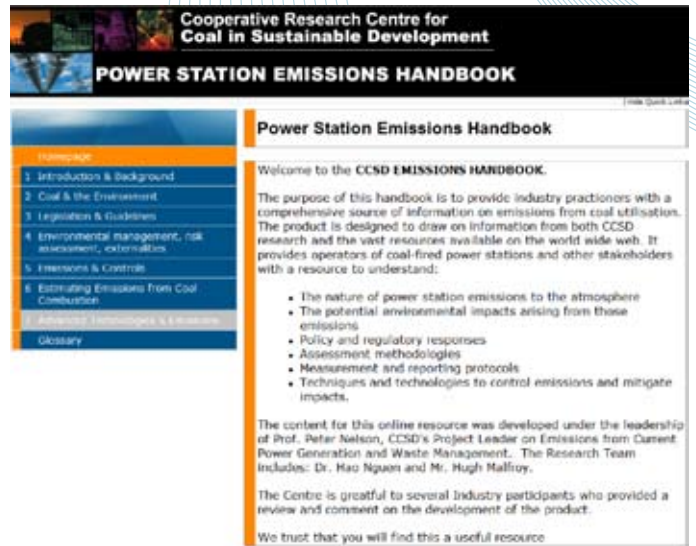 Cooperative Research Centre for
Coal in Sustainable Development
POWER STATION EMISSIONS HANDBOOK
Hide Quick Links
Power Station Emissions Handbook
Homepage
1 Introduction & Background
2 Coal & the Environment
3 Legislation & Guidelines
4 Environmental management, risk
assessment, externalities
5 Emissions & Controls
6 Estimating Emissions from Coal
Combustion
7 Advanced Technologies & Emissions
Glossary
Welcome to the CCSD EMISSIONS HANDBOOK.
The purpose of this handbook is to provide industry practioners with a
comprehensive source of information on emissions from coal utilisation.
The product is designed to draw on information from both CCSD
research and the vast resources available on the world wide web. It
provides operators of coal-fired power stations and other stakeholders
with a resource to understand:
• The nature of power station emissions to the atmosphere
• The potential environmental impacts arising from those
emissions
• Policy and regulatory responses
• Assessment methodologies
• Measurement and reporting protocols
• Techniques and technologies to control emissions and mitigate
impacts.
The content for this online resource was developed under the leadership
of Prof. Peter Nelson, CCSD's Project Leader on Emissions from Current
Power Generation and Waste Management. The Research Team
includes: Dr. Hao Nguen and Mr. Hugh Malfroy.
The Centre is greatful to several Industry participants who provided a
review and comment on the development of the product.
We trust that you will find this a useful resource